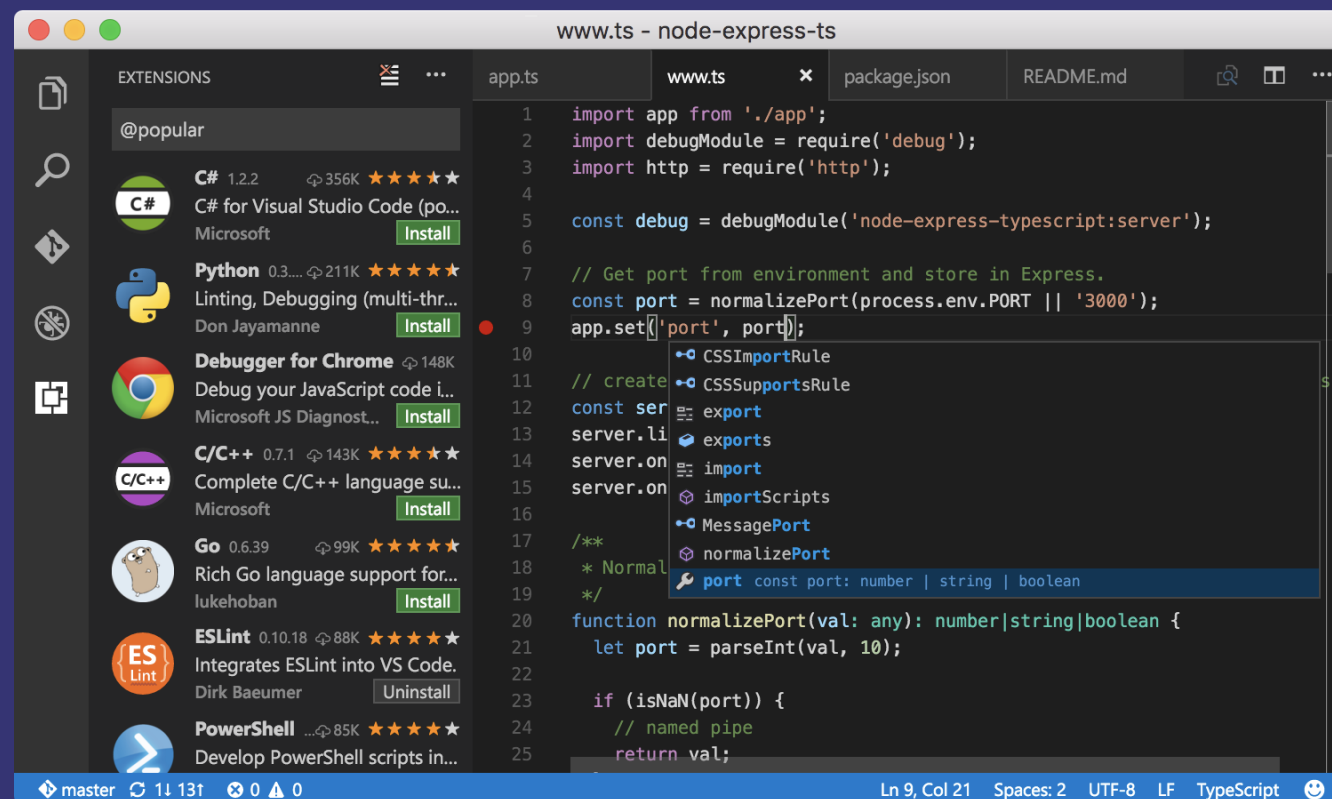 www.ts - node-express-ts
EXTENSIONS
@popular
C# 1.2.2 356K
C# for Visual Studio Code (po...
Microsoft Install
Python 0.3.... 211K
Linting, Debugging (multi-thr...
Don Jayamanne Install
Debugger for Chrome 148K
Debug your JavaScript code i...
Microsoft JS Diagnost... Install
C/C++ 0.7.1 143K
C/C++
Complete C/C++ language su...
Microsoft Install
Go 0.6.39 99K
Rich Go language support for...
lukehoban Install
ESLint 0.10.18 88K
ES
Lint
Integrates ESLint into VS Code.
Dirk Baeumer Uninstall
PowerShell ... 85K
Develop PowerShell scripts in...
C#
app.ts www.ts × package.json README.md
1 import app from './app';
2 import debugModule = require('debug');
3 import http = require('http');
4
5 const debug = debugModule('node-express-typescript:server');
6
7 // Get port from environment and store in Express.
8 const port = normalizePort(process.env.PORT || '3000');
9 app.set('port', port);
10
11 // create s
12 const ser
13 server.li
14 server.on
15 server.on
16
17 /**
18 * Normal
19 */
20 function normalizePort(val: any): number|string|boolean {
21 let port = parseInt(val, 10);
22
23 if (isNaN(port)) {
24 // named pipe
25 return val;
CSSImportRule
CSSSupportsRule
export
exports
import
importScripts
MessagePort
normalizePort
port const port: number | string | boolean
master 1↓ 13↑ 0 0 Ln 9, Col 21 Spaces: 2 UTF-8 LF TypeScript